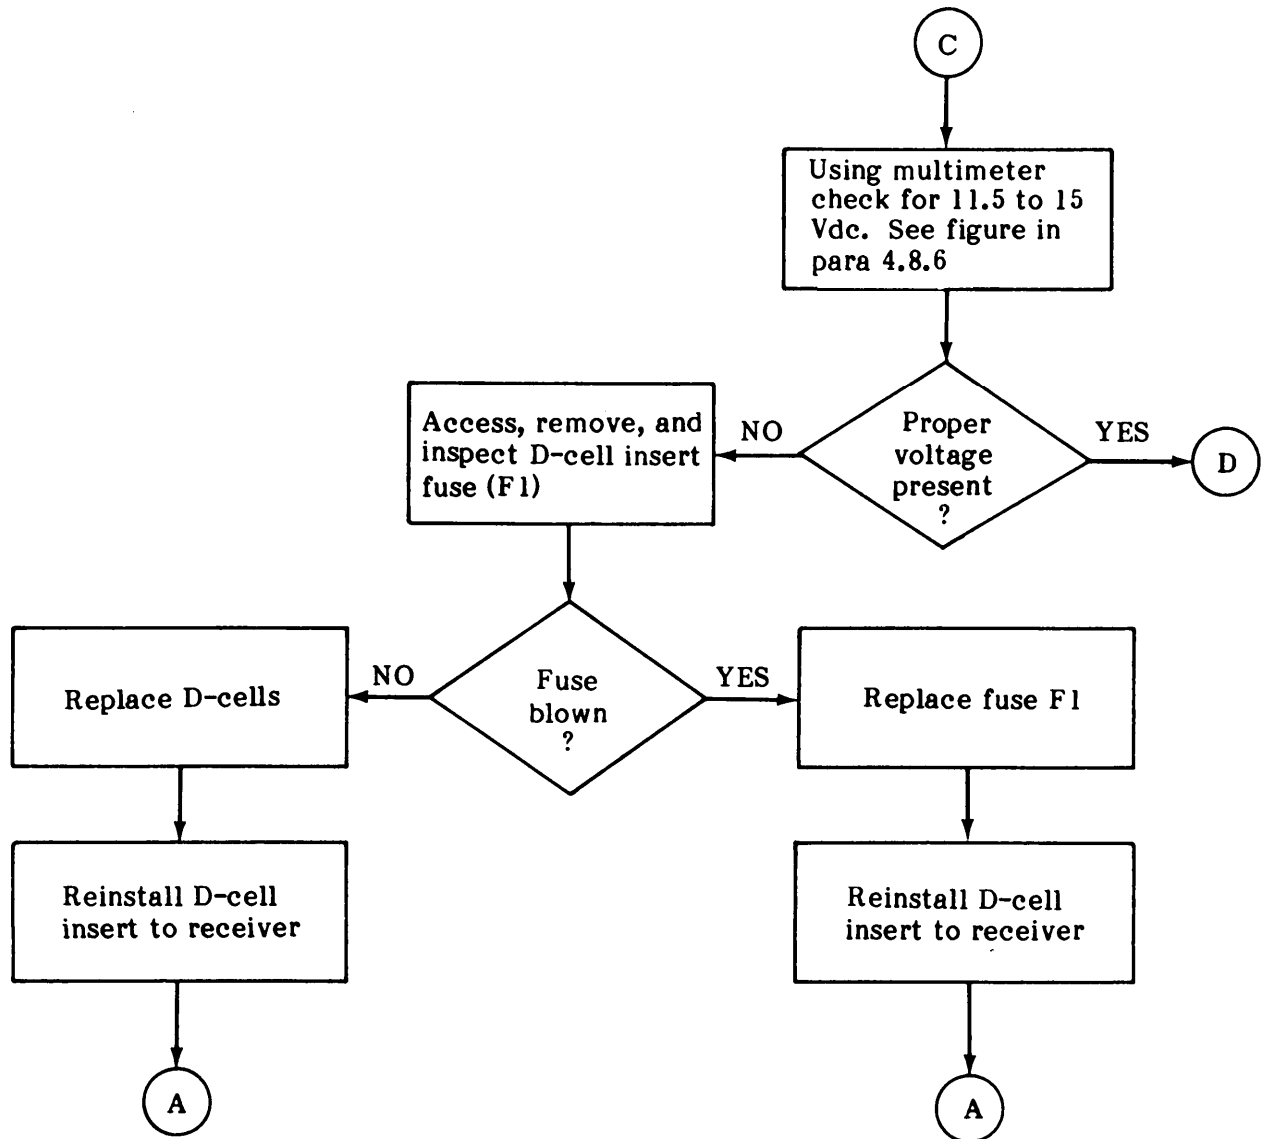 C
Using multimeter
check for 11.5 to 15
Vdc. See figure in
para 4.8.6
Proper
voltage
present
?
NO
YES
D
Access, remove, and
inspect D-cell insert
fuse (F1)
Fuse
blown
?
NO
YES
Replace D-cells
Replace fuse F1
Reinstall D-cell
insert to receiver
Reinstall D-cell
insert to receiver
A
A